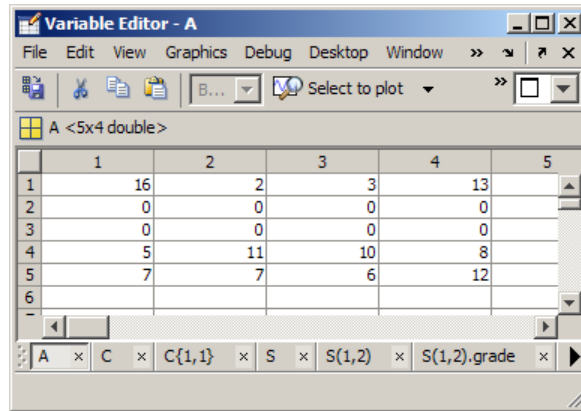 Variable Editor - A
File Edit View Graphics Debug Desktop Window
B... Select to plot
A <5x4 double>
1 2 3 4 5
1 16 2 3 13
2 0 0 0 0
3 0 0 0 0
4 5 11 10 8
5 7 7 6 12
6
A C C{1,1} S S(1,2) S(1,2).grade